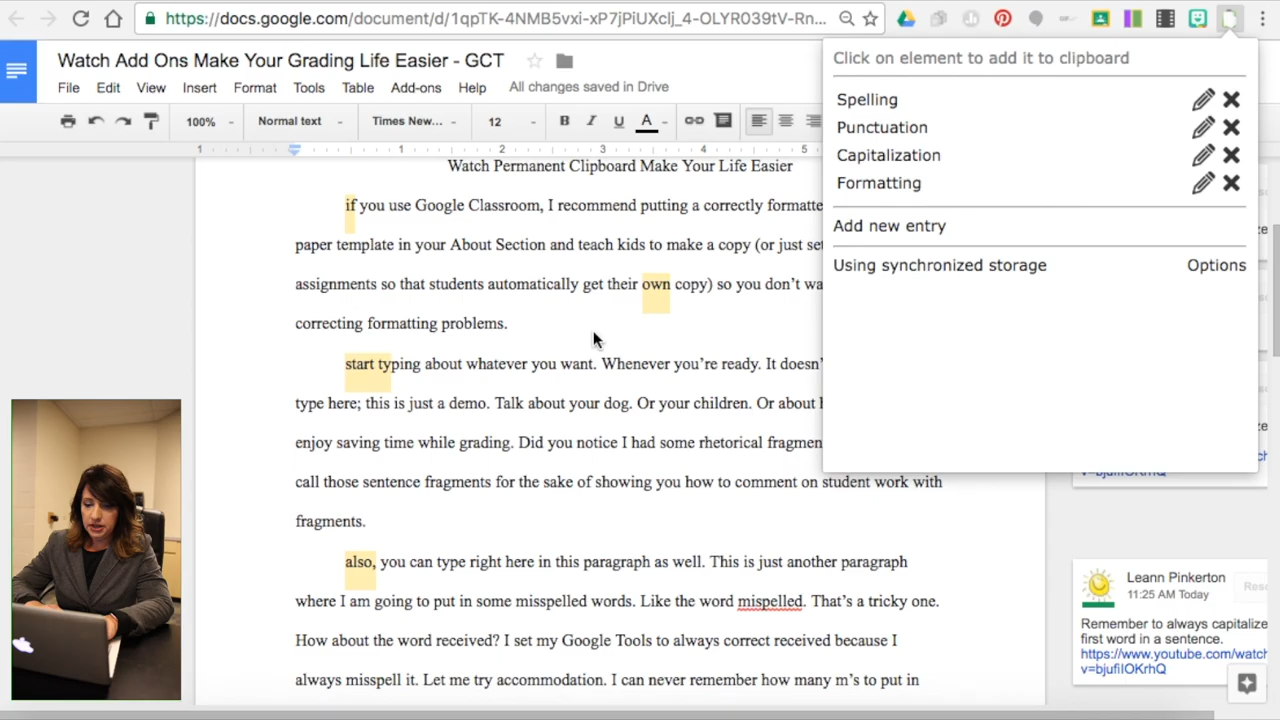 https://docs.google.com/document/d/1qpTK-4NMB5vxi-xP7jPiUXclj_4-OLYR039tV-Rn...
Watch Add Ons Make Your Grading Life Easier - GCT
File Edit View Insert Format Tools Table Add-ons Help All changes saved in Drive
100% Normal text Times New... 12 B I U A
1 1 2 3 4 5
Click on element to add it to clipboard
Spelling
Punctuation
Capitalization
Formatting
Add new entry
Using synchronized storage Options
Watch Permanent Clipboard Make Your Life Easier
if you use Google Classroom, I recommend putting a correctly formatte
paper template in your About Section and teach kids to make a copy (or just set
assignments so that students automatically get their own copy) so you don't wa
correcting formatting problems.
start typing about whatever you want. Whenever you're ready. It doesn'
type here; this is just a demo. Talk about your dog. Or your children. Or about
enjoy saving time while grading. Did you notice I had some rhetorical fragmen
call those sentence fragments for the sake of showing you how to comment on student work with
fragments.
also, you can type right here in this paragraph as well. This is just another paragraph
where I am going to put in some misspelled words. Like the word mispelled. That's a tricky one.
How about the word received? I set my Google Tools to always correct received because I
always misspell it. Let me try accommodation. I can never remember how many m's to put in
v=bjufiIOKrhQ
Leann Pinkerton
11:25 AM Today
Reso
Remember to always capitalize
first word in a sentence.
https://www.youtube.com/watch
v=bjufiIOKrhQ